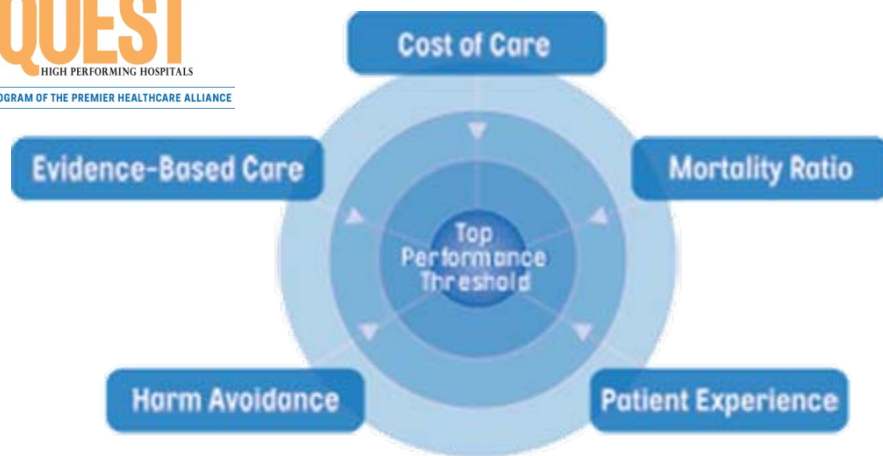 QUEST
HIGH PERFORMING HOSPITALS
OGRAM OF THE PREMIER HEALTHCARE ALLIANCE
Cost of Care
Evidence-Based Care
Mortality Ratio
Top
Performance
Threshold
Harm Avoidance
Patient Experience